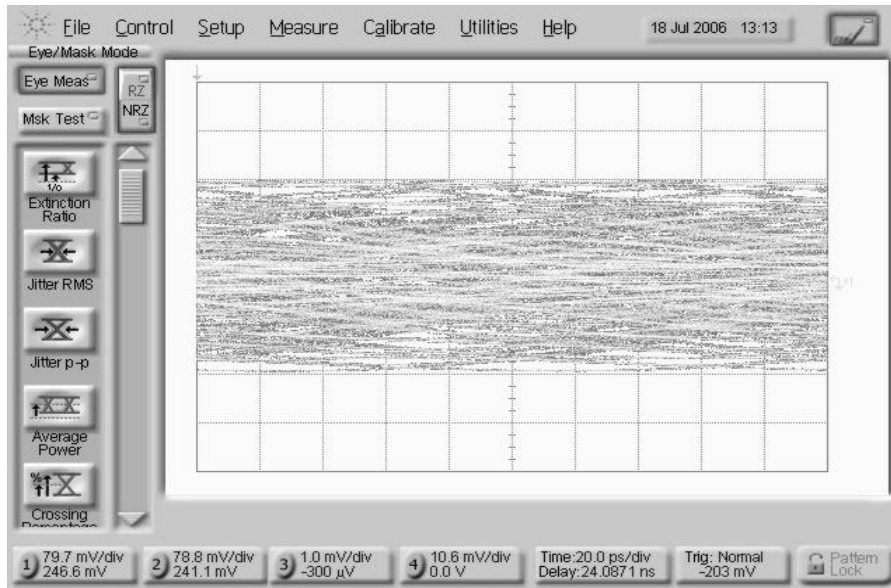 File Control Setup Measure Calibrate Utilities Help 18 Jul 2006 13:13
Eye/Mask Mode
Eye Meas
RZ
NRZ
Msk Test
1/0
Extinction
Ratio
Jitter RMS
Jitter p-p
Average
Power
%
Crossing
1 79.7 mV/div
246.6 mV
2 78.8 mV/div
241.1 mV
3 1.0 mV/div
-300 µV
4 10.6 mV/div
0.0 V
Time:20.0 ps/div
Delay:24.0871 ns
Trig: Normal
-203 mV
Pattern
Lock